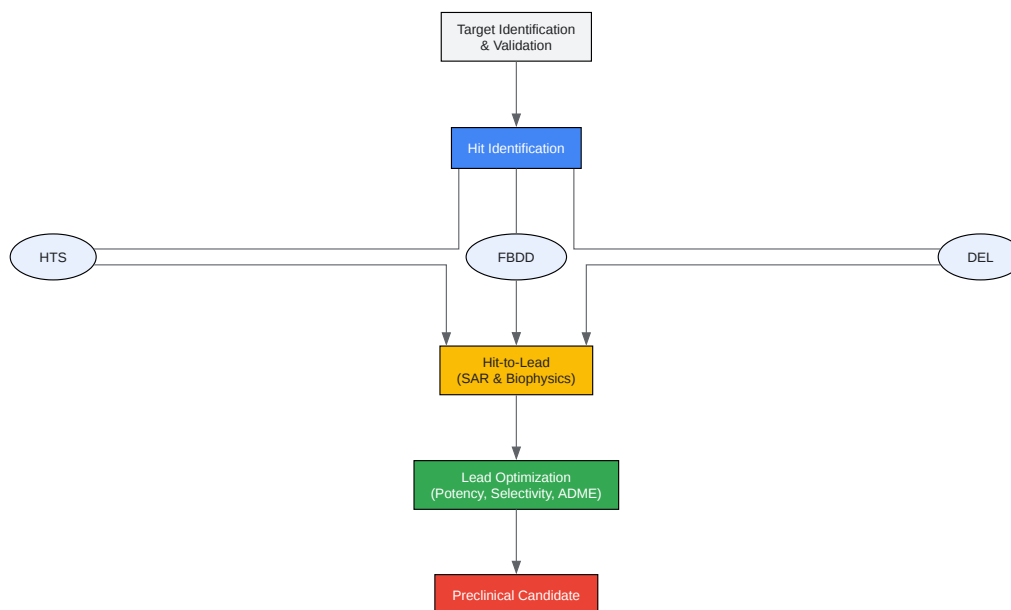 Target Identification
& Validation
Hit Identification
HTS
FBDD
DEL
Hit-to-Lead
(SAR & Biophysics)
Lead Optimization
(Potency, Selectivity, ADME)
Preclinical Candidate